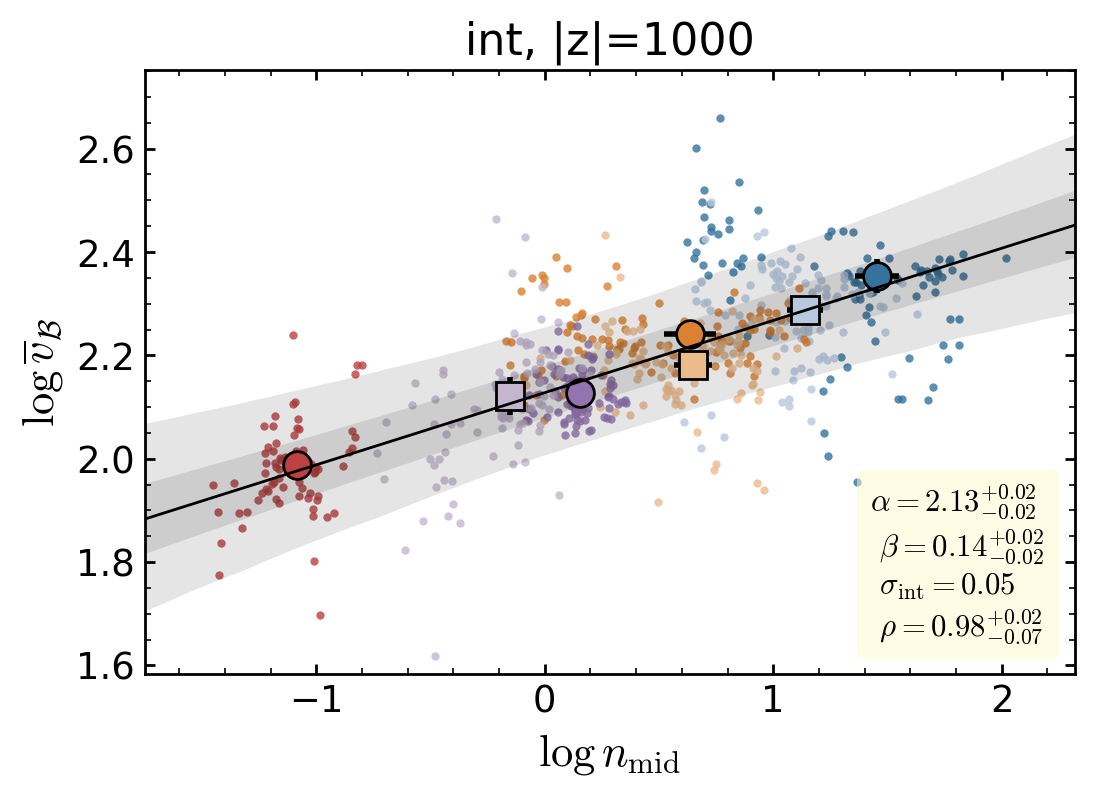 int, |z|=1000
log v̅_ℬ
2.6
2.4
2.2
2.0
1.8
1.6
α = 2.13^{+0.02}_{−0.02}
β = 0.14^{+0.02}_{−0.02}
σ_int = 0.05
ρ = 0.98^{+0.02}_{−0.07}
−1 0 1 2
log n_mid